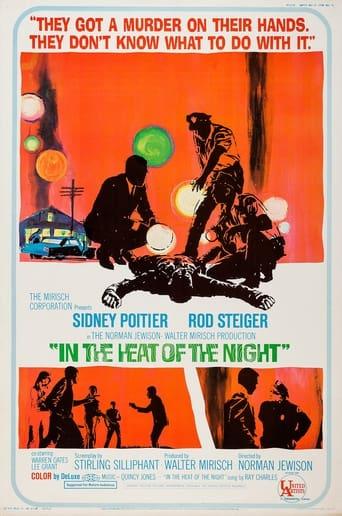 "THEY GOT A MURDER ON THEIR HANDS.
THEY DON'T KNOW WHAT TO DO WITH IT."
THE MIRISCH
CORPORATION Presents
SIDNEY POITIER ROD STEIGER
in THE NORMAN JEWISON - WALTER MIRISCH PRODUCTION
"IN THE HEAT OF THE NIGHT"
co-starring
WARREN OATES
LEE GRANT
Screenplay by
STIRLING SILLIPHANT
Produced by
WALTER MIRISCH
Directed by
NORMAN JEWISON
COLOR by DeLuxe
MUSIC - QUINCY JONES
"IN THE HEAT OF THE NIGHT" sung by RAY CHARLES
UNITED
ARTISTS